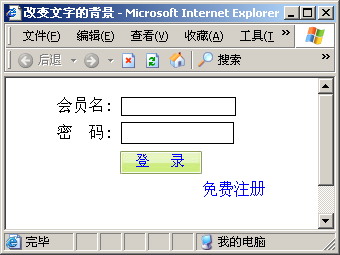 改变文字的背景 - Microsoft Internet Explorer
文件(F) 编辑(E) 查看(V) 收藏(A) 工具(T »
后退 搜索 »
会员名:
密 码:
登 录
免费注册
完毕 我的电脑